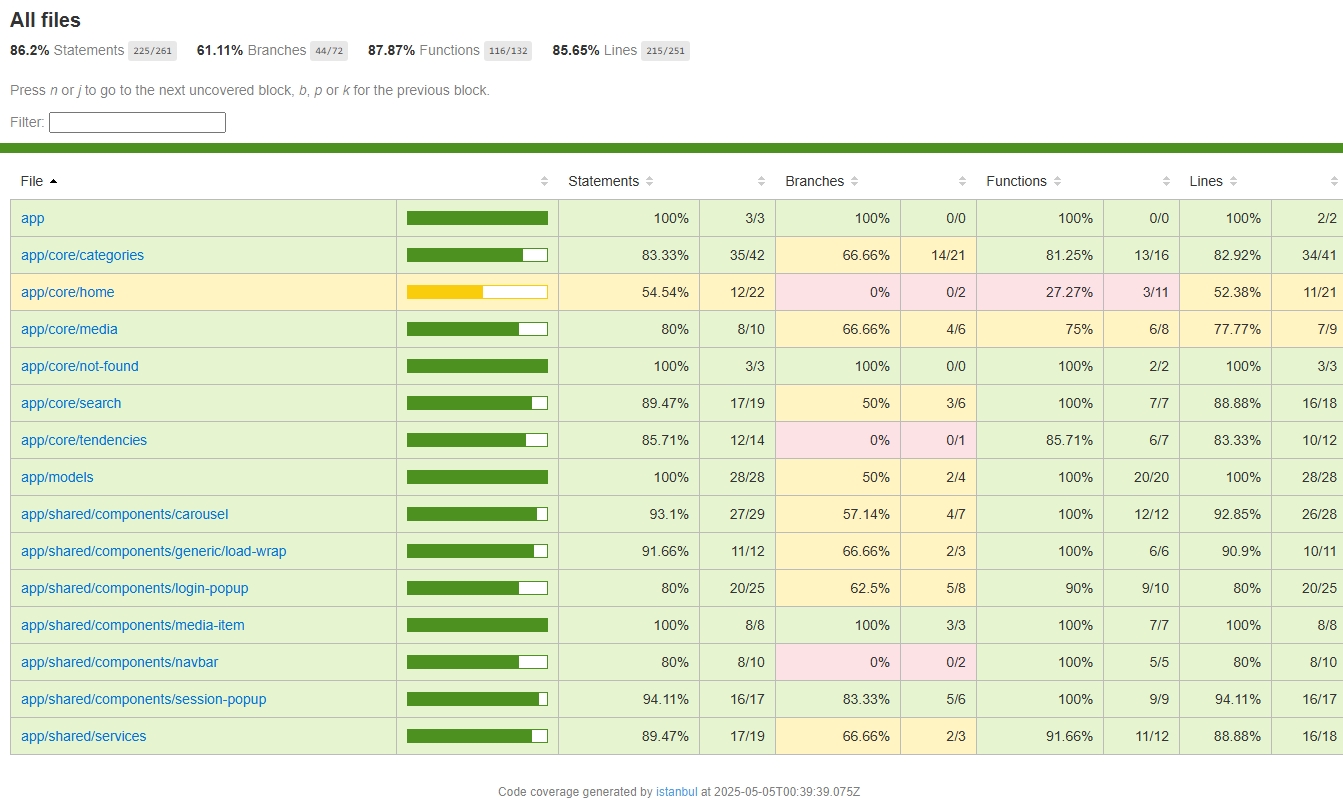 All files
86.2% Statements 225/261 61.11% Branches 44/72 87.87% Functions 116/132 85.65% Lines 215/251
Press n or j to go to the next uncovered block, b, p or k for the previous block.
Filter:
File Statements Branches Functions Lines
app 100% 3/3 100% 0/0 100% 0/0 100% 2/2
app/core/categories 83.33% 35/42 66.66% 14/21 81.25% 13/16 82.92% 34/41
app/core/home 54.54% 12/22 0% 0/2 27.27% 3/11 52.38% 11/21
app/core/media 80% 8/10 66.66% 4/6 75% 6/8 77.77% 7/9
app/core/not-found 100% 3/3 100% 0/0 100% 2/2 100% 3/3
app/core/search 89.47% 17/19 50% 3/6 100% 7/7 88.88% 16/18
app/core/tendencies 85.71% 12/14 0% 0/1 85.71% 6/7 83.33% 10/12
app/models 100% 28/28 50% 2/4 100% 20/20 100% 28/28
app/shared/components/carousel 93.1% 27/29 57.14% 4/7 100% 12/12 92.85% 26/28
app/shared/components/generic/load-wrap 91.66% 11/12 66.66% 2/3 100% 6/6 90.9% 10/11
app/shared/components/login-popup 80% 20/25 62.5% 5/8 90% 9/10 80% 20/25
app/shared/components/media-item 100% 8/8 100% 3/3 100% 7/7 100% 8/8
app/shared/components/navbar 80% 8/10 0% 0/2 100% 5/5 80% 8/10
app/shared/components/session-popup 94.11% 16/17 83.33% 5/6 100% 9/9 94.11% 16/17
app/shared/services 89.47% 17/19 66.66% 2/3 91.66% 11/12 88.88% 16/18
Code coverage generated by istanbul at 2025-05-05T00:39:39.075Z